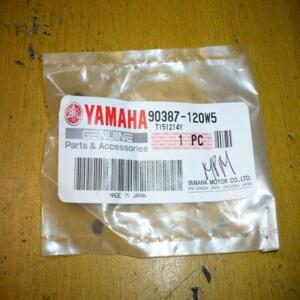 YAMAHA 90387-120W5
T151214Y
GENUINE
Parts & Accessories
1 PC
MPM
MADE IN JAPAN
YAMAHA MOTOR CO.,LTD.